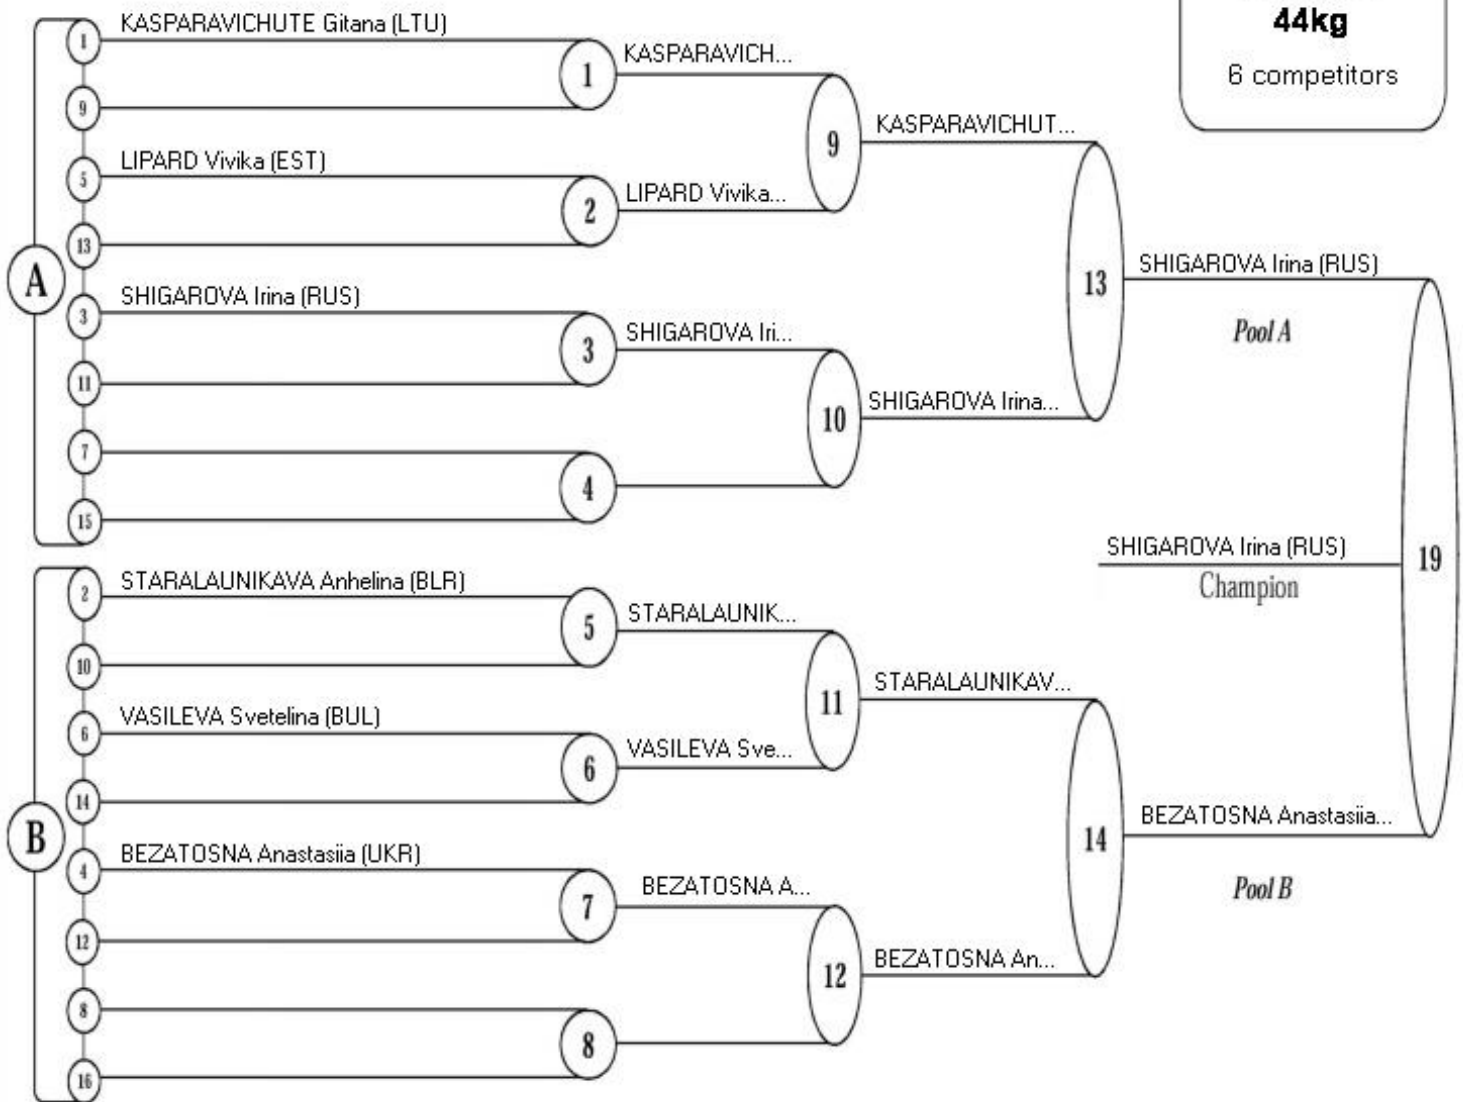 44kg
6 competitors
A
1 KASPARAVICHUTE Gitana (LTU)
9
5 LIPARD Vivika (EST)
13
3 SHIGAROVA Irina (RUS)
11
7
15
1
2
3
4
KASPARAVICH...
LIPARD Vivika...
SHIGAROVA Iri...
9
10
KASPARAVICHUT...
SHIGAROVA Irina...
13
SHIGAROVA Irina (RUS)
Pool A
B
2 STARALAUNIKAVA Anhelina (BLR)
10
6 VASILEVA Svetelina (BUL)
14
4 BEZATOSNA Anastasiia (UKR)
12
8
16
5
6
7
8
STARALAUNIK...
VASILEVA Sve...
BEZATOSNA A...
11
12
STARALAUNIKAV...
BEZATOSNA An...
14
BEZATOSNA Anastasiia...
Pool B
19
SHIGAROVA Irina (RUS)
Champion